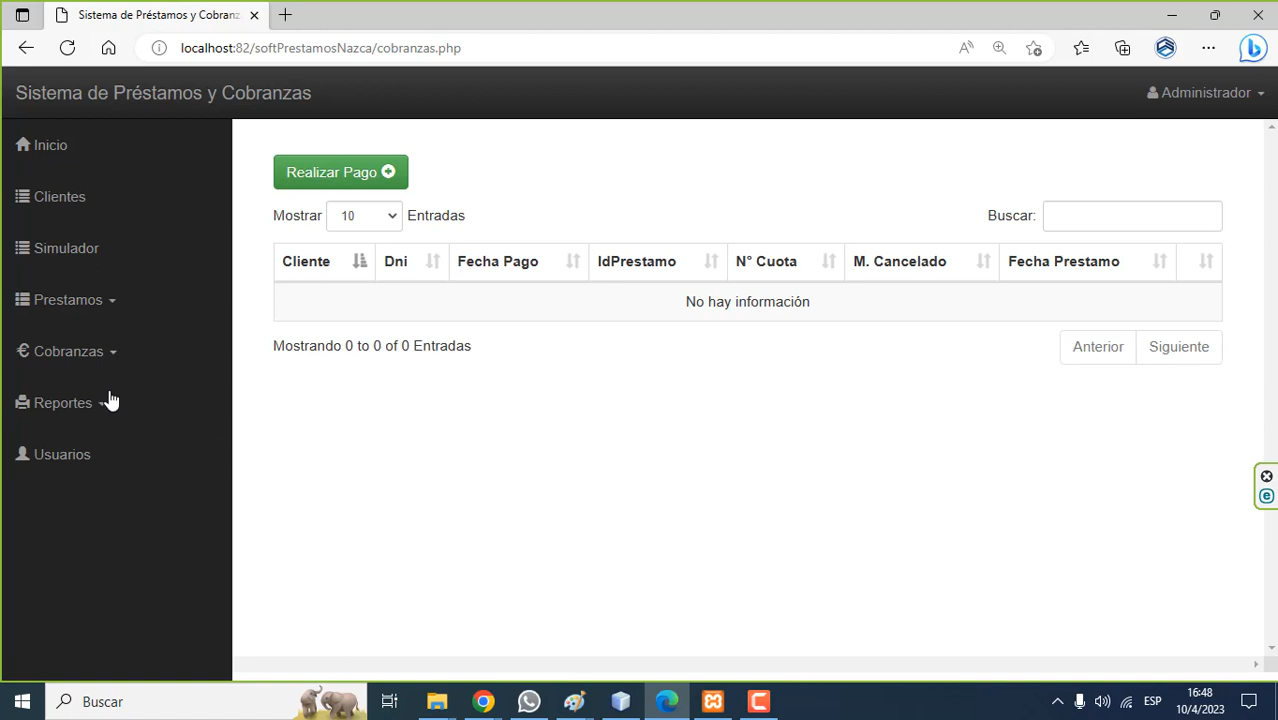 Sistema de Préstamos y Cobranz
localhost:82/softPrestamosNazca/cobranzas.php
Sistema de Préstamos y Cobranzas
Administrador
Inicio
Clientes
Simulador
Prestamos
Cobranzas
Reportes
Usuarios
Realizar Pago
Mostrar 10 Entradas
Buscar:
Cliente Dni Fecha Pago IdPrestamo N° Cuota M. Cancelado Fecha Prestamo
No hay información
Mostrando 0 to 0 of 0 Entradas
Anterior Siguiente
Buscar
ESP
16:48
10/4/2023